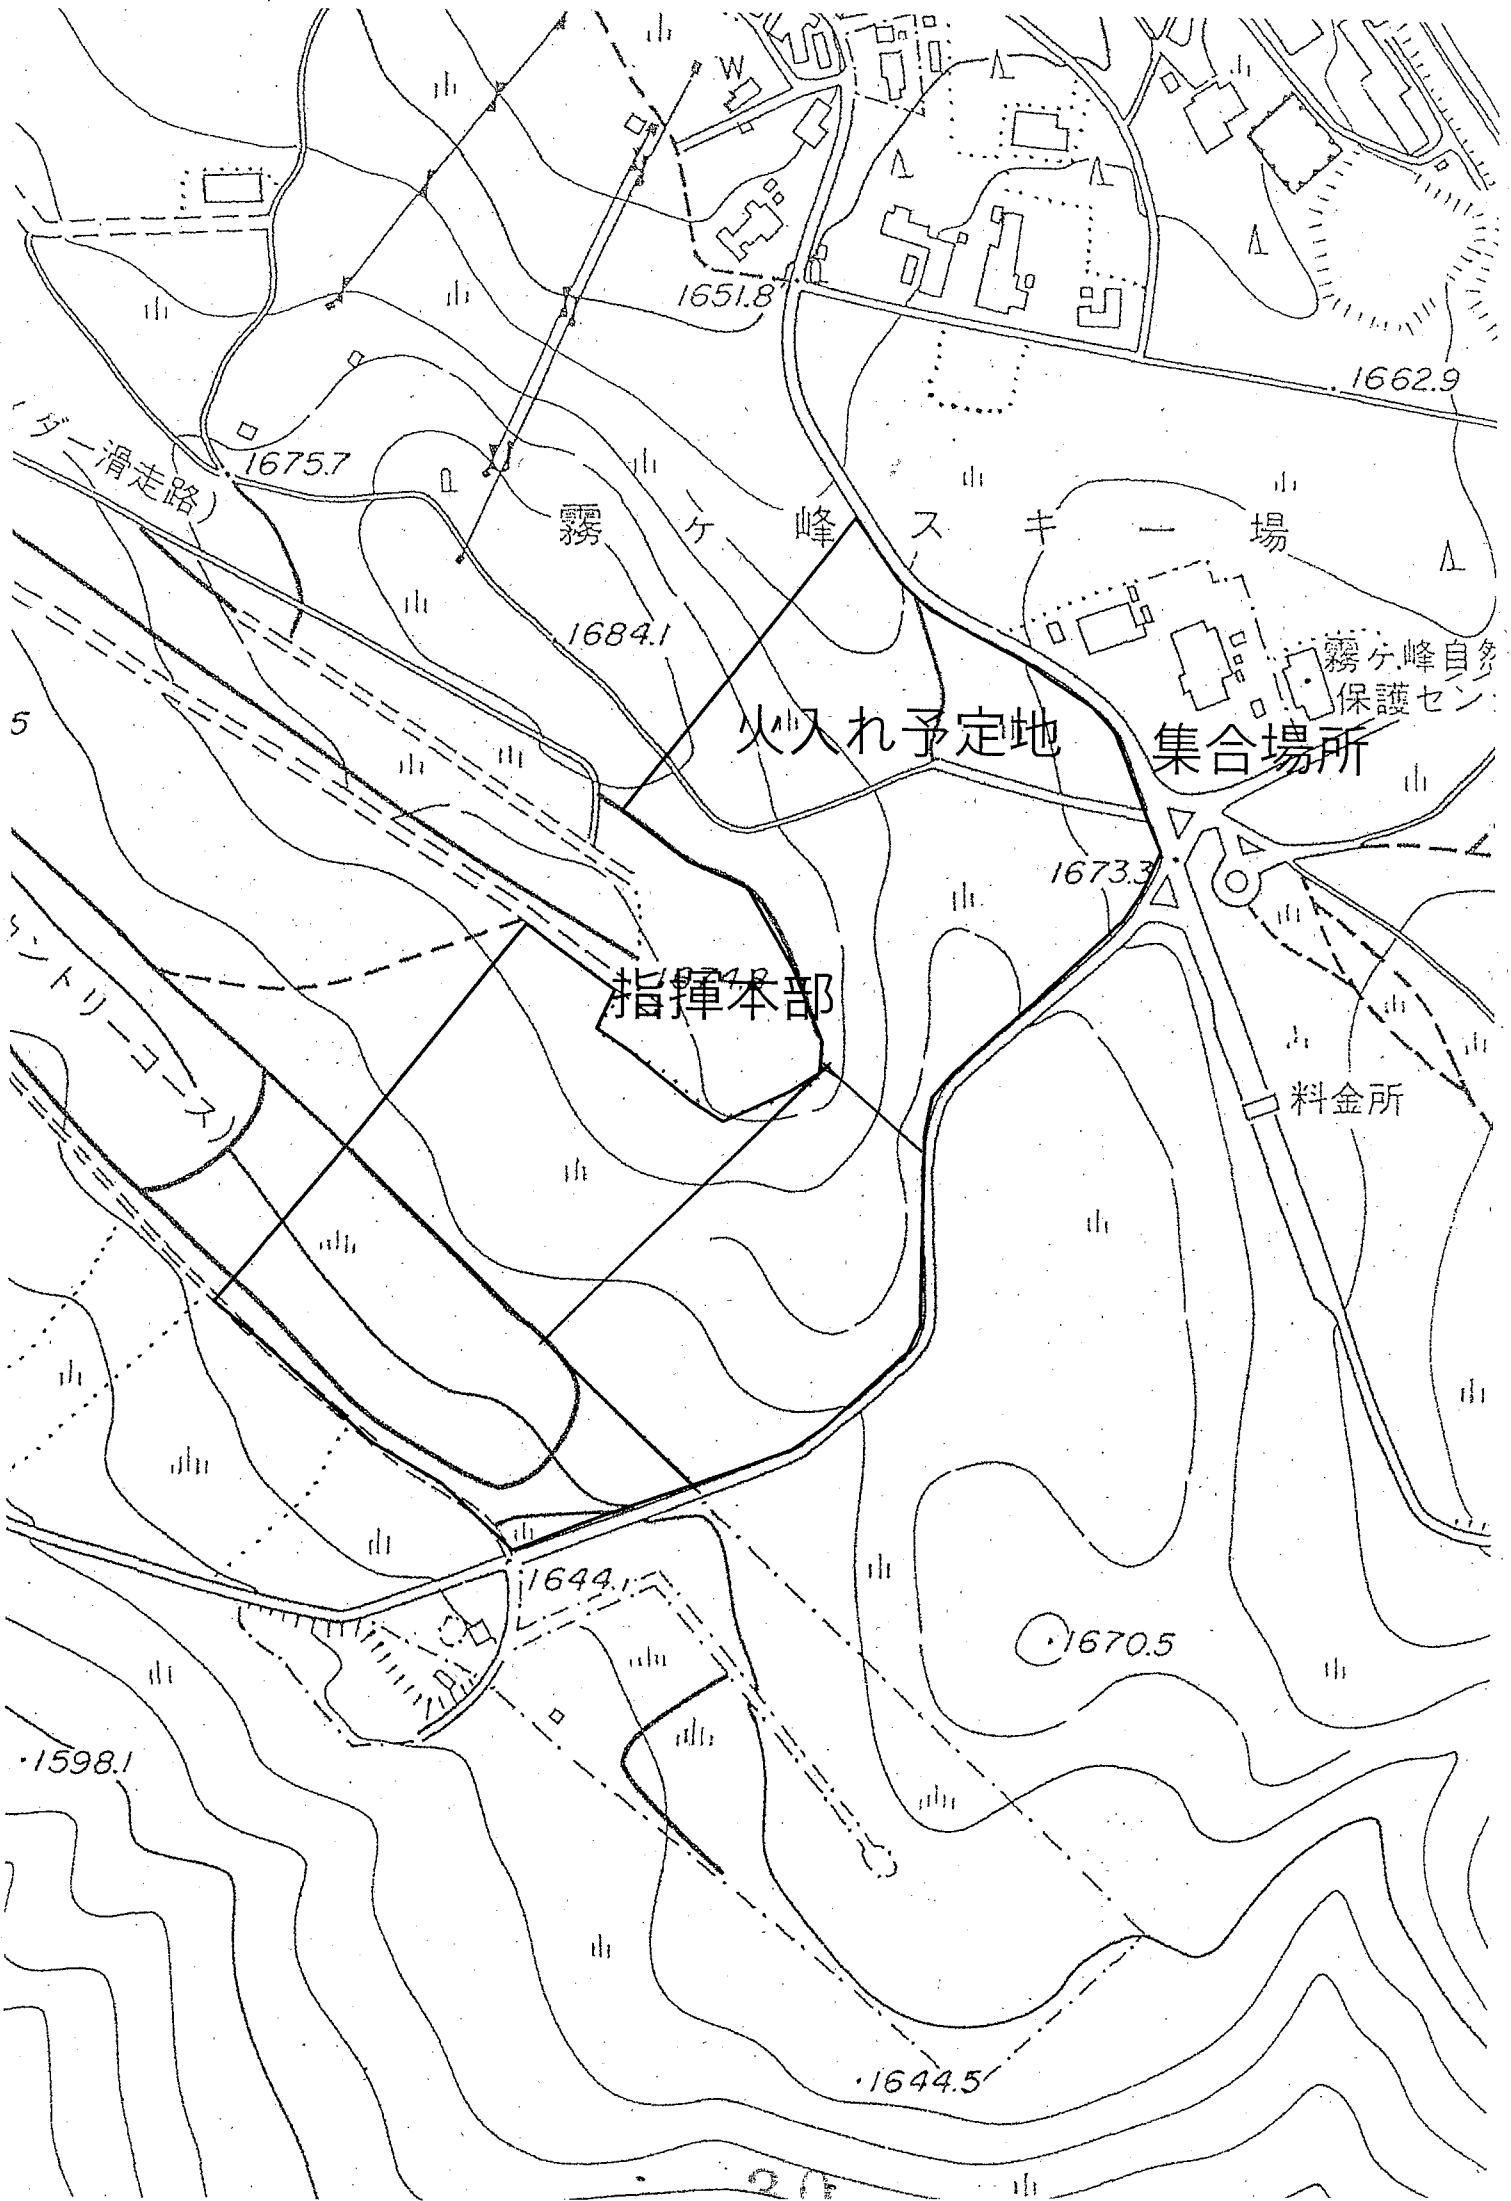 W
1651.8
1662.9
ダー滑走路)
1675.7
霧ヶ峰スキー場
1684.1
霧ヶ峰自然
保護セン
5
火入れ予定地
集合場所
1673.3
ントリーコース)
指揮本部
料金所
1644.1
1670.5
1598.1
1644.5